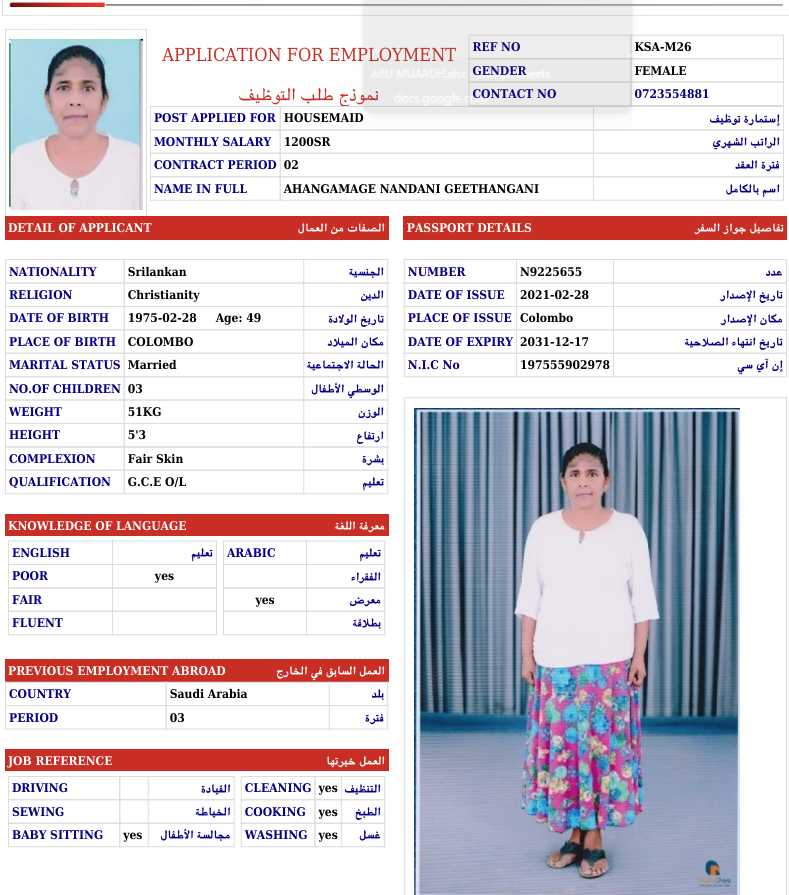 APPLICATION FOR EMPLOYMENT
نموذج طلب التوظيف
REF NO KSA-M26
GENDER FEMALE
CONTACT NO 0723554881
ABU MUAADH.xlsx
docs.google.
POST APPLIED FOR HOUSEMAID إستمارة توظيف
MONTHLY SALARY 1200SR الراتب الشهري
CONTRACT PERIOD 02 فترة العقد
NAME IN FULL AHANGAMAGE NANDANI GEETHANGANI اسم بالكامل
DETAIL OF APPLICANT الصفات من العمال
NATIONALITY Srilankan الجنسية
RELIGION Christianity الدين
DATE OF BIRTH 1975-02-28 Age: 49 تاريخ الولادة
PLACE OF BIRTH COLOMBO مكان الميلاد
MARITAL STATUS Married الحالة الاجتماعية
NO.OF CHILDREN 03 الوسطي الأطفال
WEIGHT 51KG الوزن
HEIGHT 5'3 ارتفاع
COMPLEXION Fair Skin بشرة
QUALIFICATION G.C.E O/L تعليم
PASSPORT DETAILS تفاصيل جواز السفر
NUMBER N9225655 عدد
DATE OF ISSUE 2021-02-28 تاريخ الإصدار
PLACE OF ISSUE Colombo مكان الإصدار
DATE OF EXPIRY 2031-12-17 تاريخ انتهاء الصلاحية
N.I.C No 197555902978 إن آي سي
KNOWLEDGE OF LANGUAGE معرفة اللغة
ENGLISH تعليم ARABIC تعليم
POOR yes الفقراء
FAIR yes معرض
FLUENT بطلاقة
PREVIOUS EMPLOYMENT ABROAD العمل السابق في الخارج
COUNTRY Saudi Arabia بلد
PERIOD 03 فترة
JOB REFERENCE العمل خبرتها
DRIVING القيادة CLEANING yes التنظيف
SEWING الخياطة COOKING yes الطبخ
BABY SITTING yes مجالسة الأطفال WASHING yes غسل